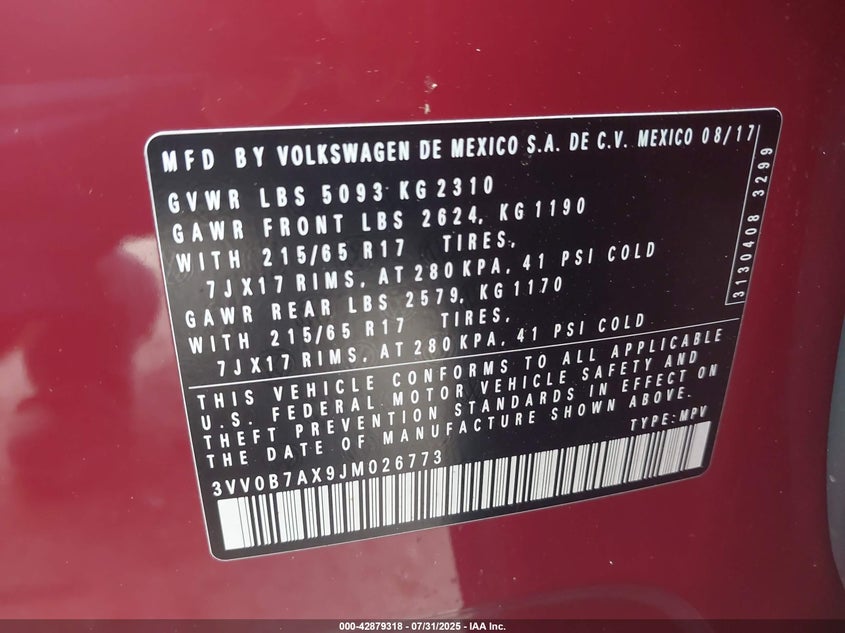 MFD BY VOLKSWAGEN DE MEXICO S.A. DE C.V. MEXICO 08/17
GVWR LBS 5093 KG 2310
GAWR FRONT LBS 2624, KG 1190
WITH 215/65 R17 TIRES,
7JX17 RIMS, AT 280 KPA, 41 PSI COLD
GAWR REAR LBS 2579, KG 1170
WITH 215/65 R17 TIRES,
7JX17 RIMS, AT 280 KPA, 41 PSI COLD
3130408 3299
THIS VEHICLE CONFORMS TO ALL APPLICABLE
U.S. FEDERAL MOTOR VEHICLE SAFETY AND
THEFT PREVENTION STANDARDS IN EFFECT ON
THE DATE OF MANUFACTURE SHOWN ABOVE.
3VV0B7AX9JM026773 TYPE: MPV
000-42879318 - 07/31/2025 - IAA Inc.